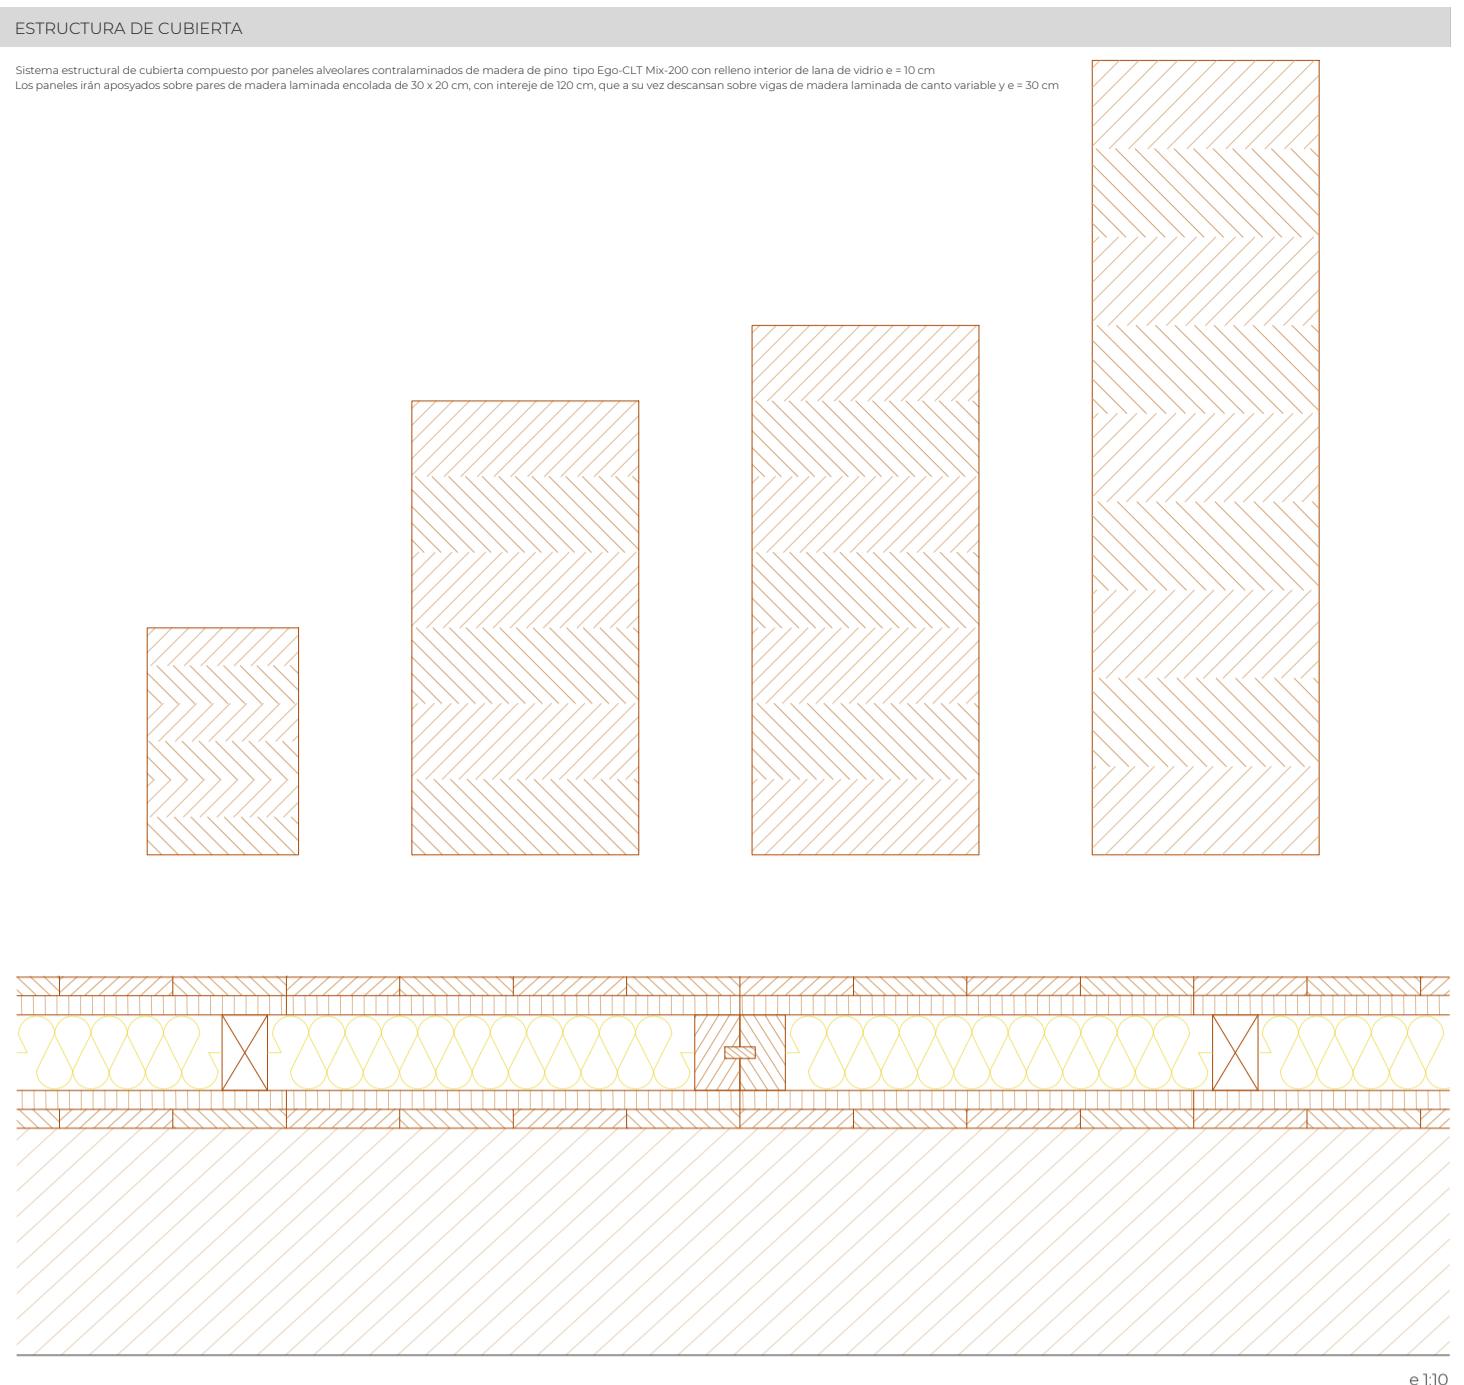 ESTRUCTURA DE CUBIERTA
Sistema estructural de cubierta compuesto por paneles alveolares contralaminados de madera de pino tipo Ego-CLT Mix-200 con relleno interior de lana de vidrio e = 10 cm
Los paneles irán aposyados sobre pares de madera laminada encolada de 30 x 20 cm, con intereje de 120 cm, que a su vez descansan sobre vigas de madera laminada de canto variable y e = 30 cm
e 1:10